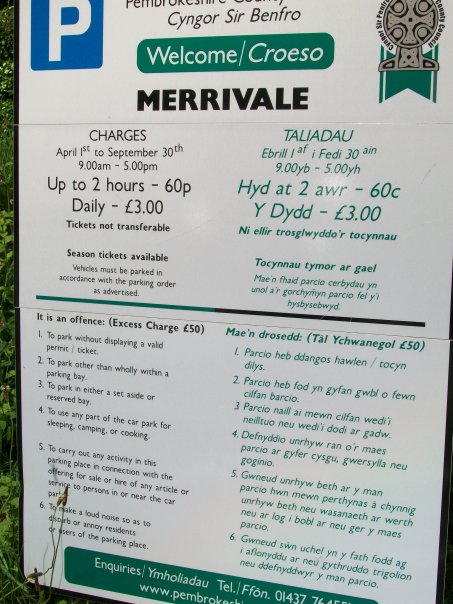 P
Pembrokeshire County
Cyngor Sir Benfro
Welcome/Croeso
MERRIVALE
CHARGES
April 1st to September 30th
9.00am - 5.00pm
Up to 2 hours - 60p
Daily - £3.00
Tickets not transferable
Season tickets available
Vehicles must be parked in
accordance with the parking order
as advertised.
TALIADAU
Ebrill 1af i Fedi 30ain
9.00yb - 5.00yh
Hyd at 2 awr - 60c
Y Dydd - £3.00
Ni ellir trosglwyddo'r tocynnau
Tocynnau tymor ar gael
Mae'n rhaid parcio cerbydau yn
unol a'r gorchymyn parcio fel y'i
hysbysebwyd.
It is an offence: (Excess Charge £50)
1. To park without displaying a valid
permit / ticket.
2. To park other than wholly within a
parking bay.
3. To park in either a set aside or
reserved bay.
4. To use any part of the car park for
sleeping, camping, or cooking.
5. To carry out any activity in this
parking place in connection with the
offering for sale or hire of any article or
service to persons in or near the car
park.
6. To make a loud noise so as to
disturb or annoy residents
or users of the parking place.
Mae'n drosedd: (Tâl Ychwanegol £50)
1. Parcio heb ddangos hawlen / tocyn
dilys.
2. Parcio heb fod yn gyfan gwbl o fewn
cilfan barcio.
3. Parcio naill ai mewn cilfan wedi'i
neilltuo neu wedi'i dodi ar gadw.
4. Defnyddio unrhyw ran o'r maes
parcio ar gyfer cysgu, gwersylla neu
goginio.
5. Gwneud unrhyw beth ar y man
parcio hwn mewn perthynas â chynnig
unrhyw beth neu wasanaeth ar werth
neu ar log i bobl ar neu ger y maes
parcio.
6. Gwneud sŵn uchel yn y fath fodd ag
i aflonyddu ar neu gythruddo trigolion
neu ddefnyddwyr y man parcio.
Enquiries/Ymholiadau Tel./Ffôn. 01437
www.pembrokeshi